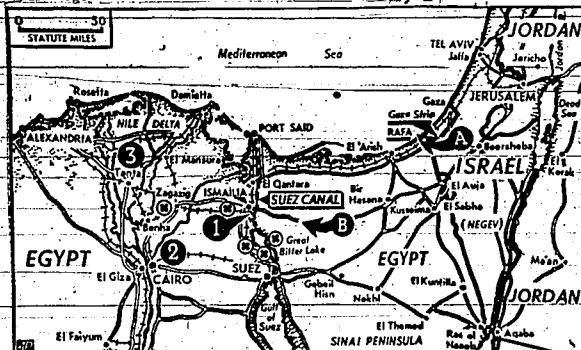 0 50
STATUTE MILES
Mediterranean Sea
JORDAN
TEL AVIV
Jaffa
Jericho
Jordan
JERUSALEM
Dead
Sea
Gaza
Gaza Strip
RAFA
A
Beersheba
ISRAEL
El
Kerak
Rosetta
Damietta
NILE DELTA
PORT SAID
ALEXANDRIA
3
Tanta
El Mansura
El 'Arish
El Qantara
ISMAILIA
SUEZ CANAL
Zagazig
Benha
1
B
Bir
Hasana
Kusseima
El Auja
El Sabha
(NEGEV)
Great
Bitter Lake
EGYPT
2
El Giza
CAIRO
SUEZ
EGYPT
Gebeil
Hisn
Nekhl
El Kuntilla
Ma'an
JORDAN
Gulf
of
Suez
El Faiyum
El Themed
SINAI PENINSULA
Ras el
Naqab
Aqaba